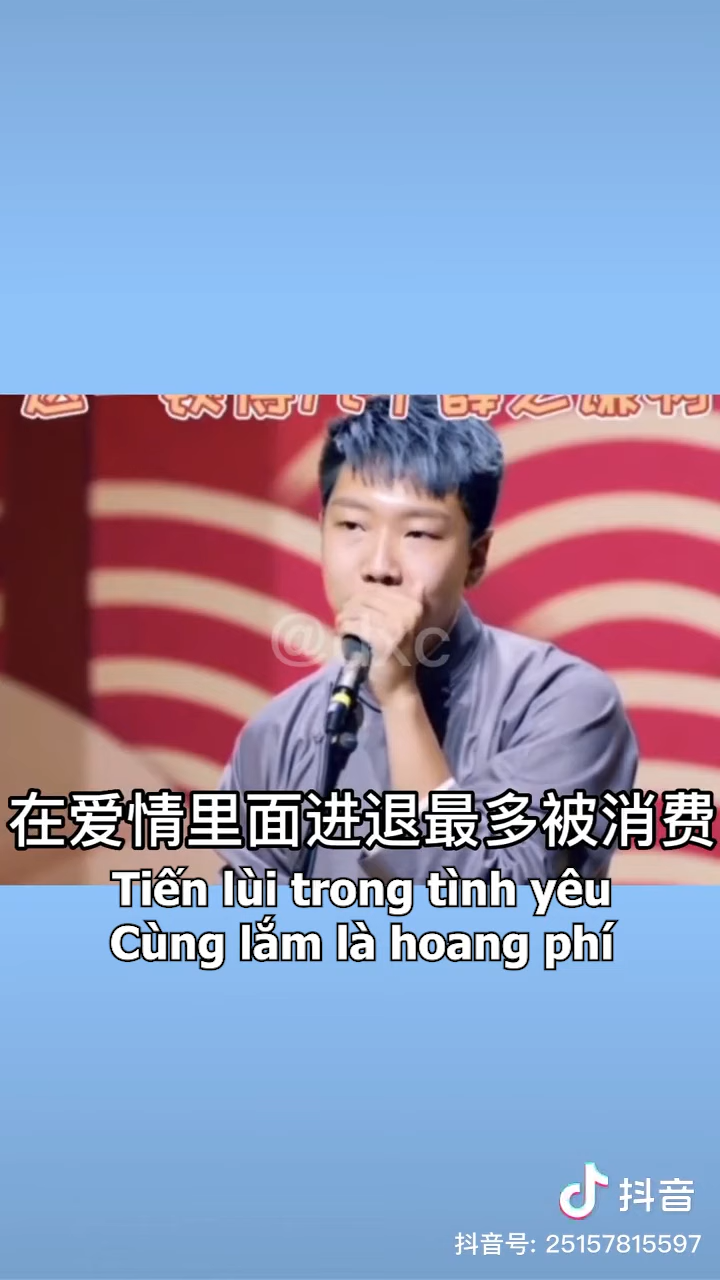 @dxc
在爱情里面进退最多被消费
Tiến lùi trong tình yêu
Cùng lắm là hoang phí
抖音
抖音号: 25157815597